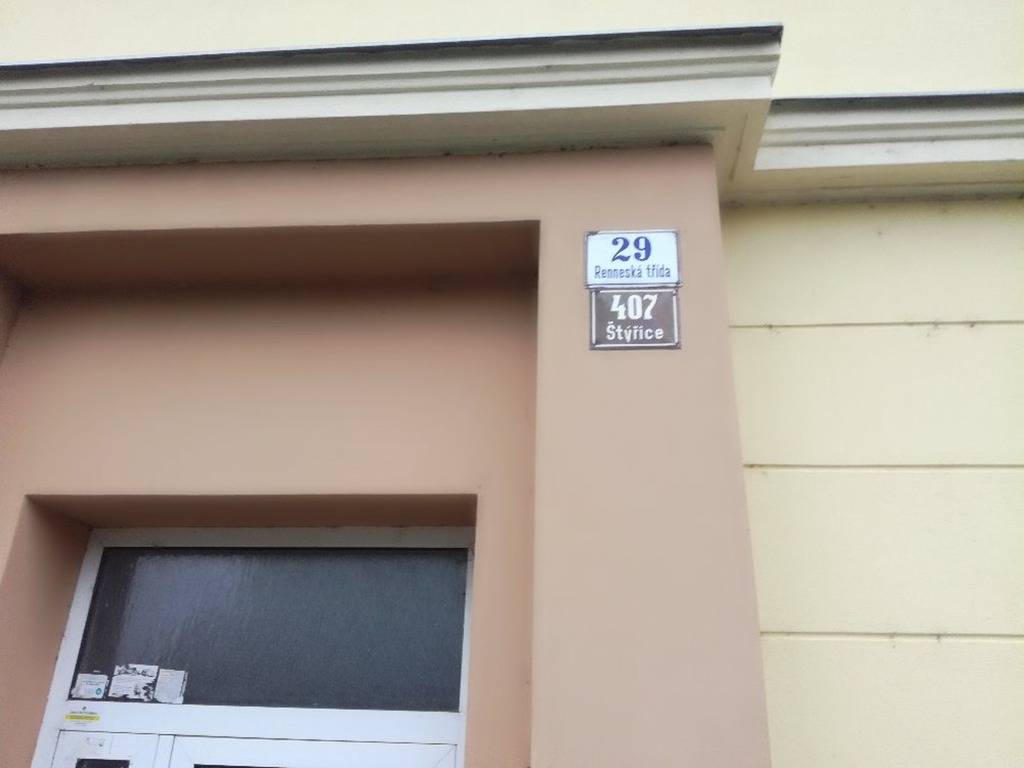 29
Renneská třída
407
Štýřice